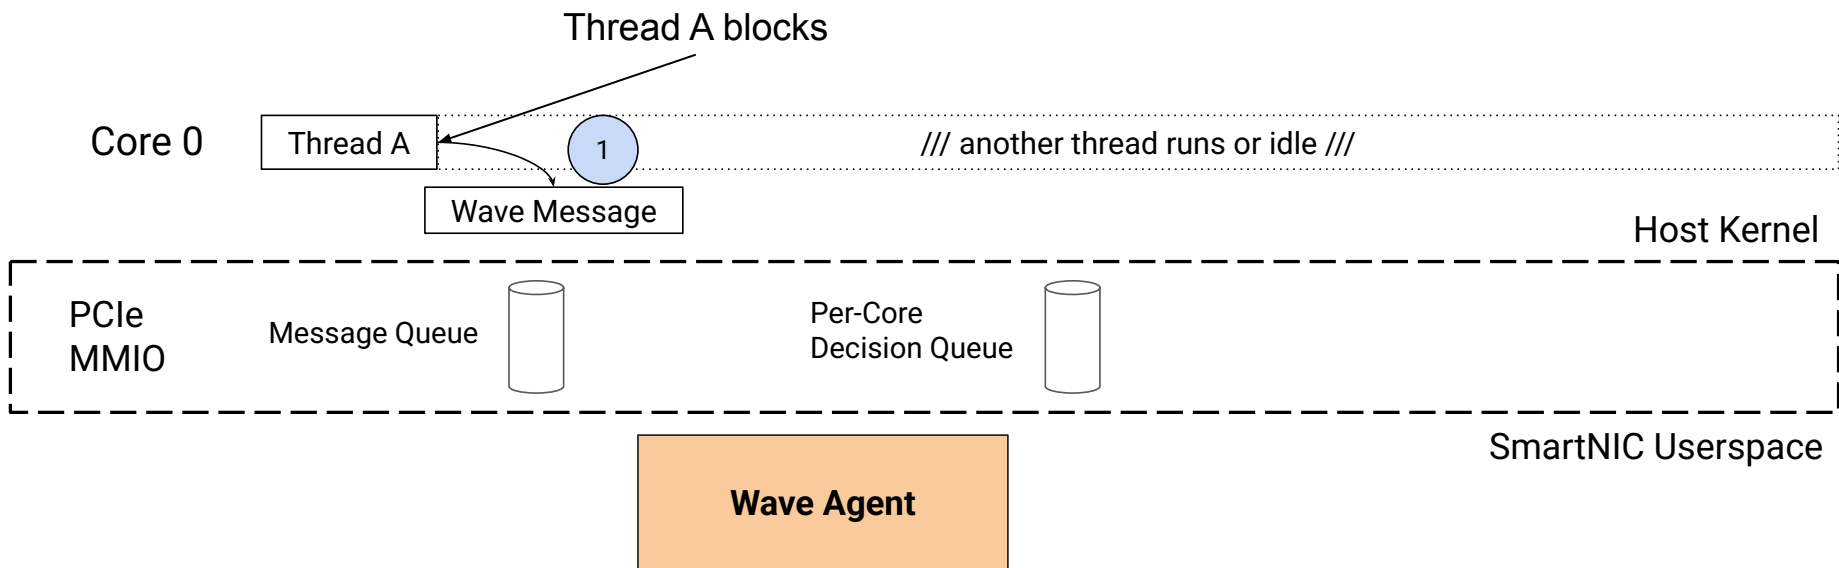 Thread A blocks
Core 0
Thread A
1
/// another thread runs or idle ///
Wave Message
Host Kernel
PCIe
MMIO
Message Queue
Per-Core
Decision Queue
SmartNIC Userspace
Wave Agent